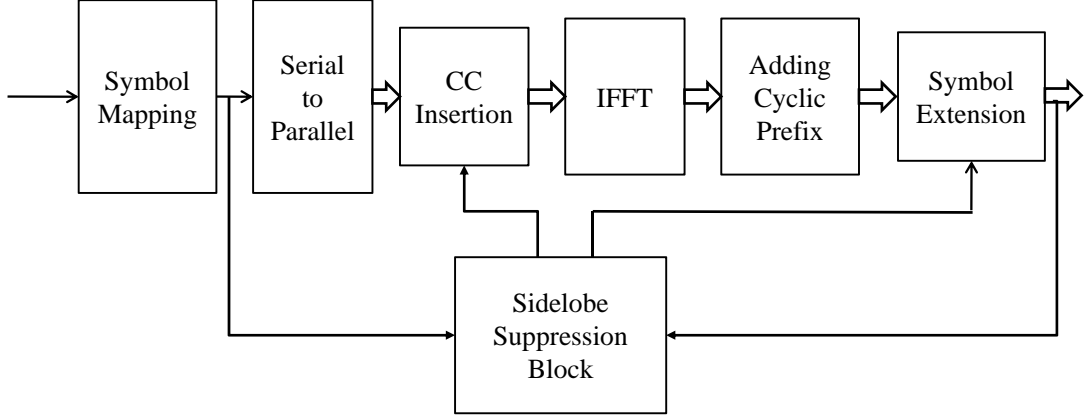 Symbol
Mapping
Serial
to
Parallel
CC
Insertion
IFFT
Adding
Cyclic
Prefix
Symbol
Extension
Sidelobe
Suppression
Block